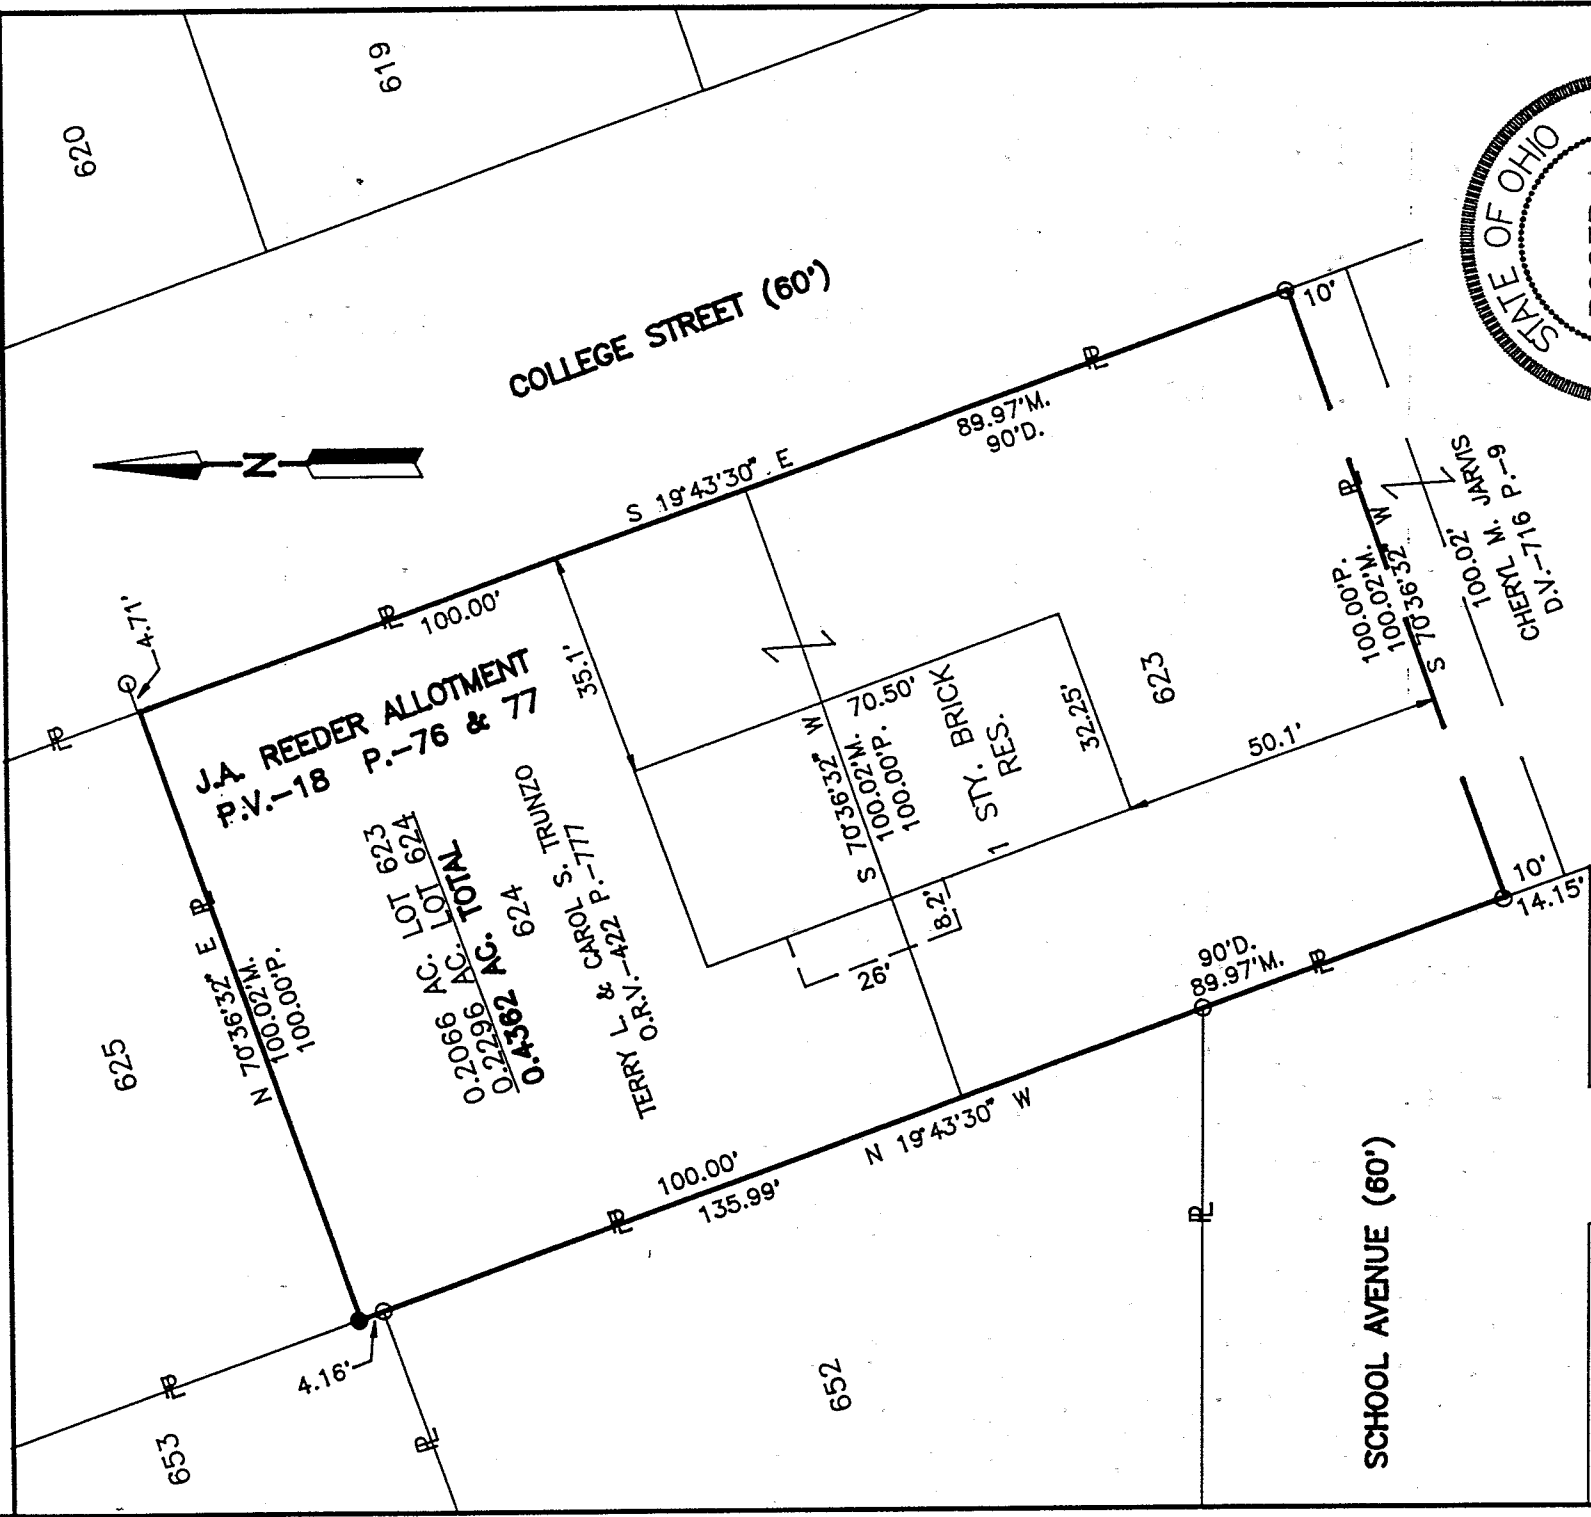 620
619
COLLEGE STREET (60')
N
4.71'
J.A. REEDER ALLOTMENT
P.V.-18 P.-76 & 77
625
N 70°36'32" E
100.02'M.
100.00'P.
0.2066 AC. LOT 623
0.2296 AC. LOT 624
0.4362 AC. TOTAL
624
TERRY L. & CAROL S. TRUNZO
O.R.V.-422 P.-777
100.00'
35.1'
S 19°43'30" E
89.97'M.
90'D.
10'
S 70°36'32" W
100.02'M.
100.00'P.
70.50'
1 STY. BRICK
RES.
32.25'
623
50.1'
8.2'
26'
100.00'P.
100.02'M.
S 70°36'32" W
100.02'
CHERYL M. JARVIS
D.V.-716 P.-9
10'
14.15'
90'D.
89.97'M.
N 19°43'30" W
100.00'
135.99'
4.16'
653
652
SCHOOL AVENUE (60')
STATE OF OHIO